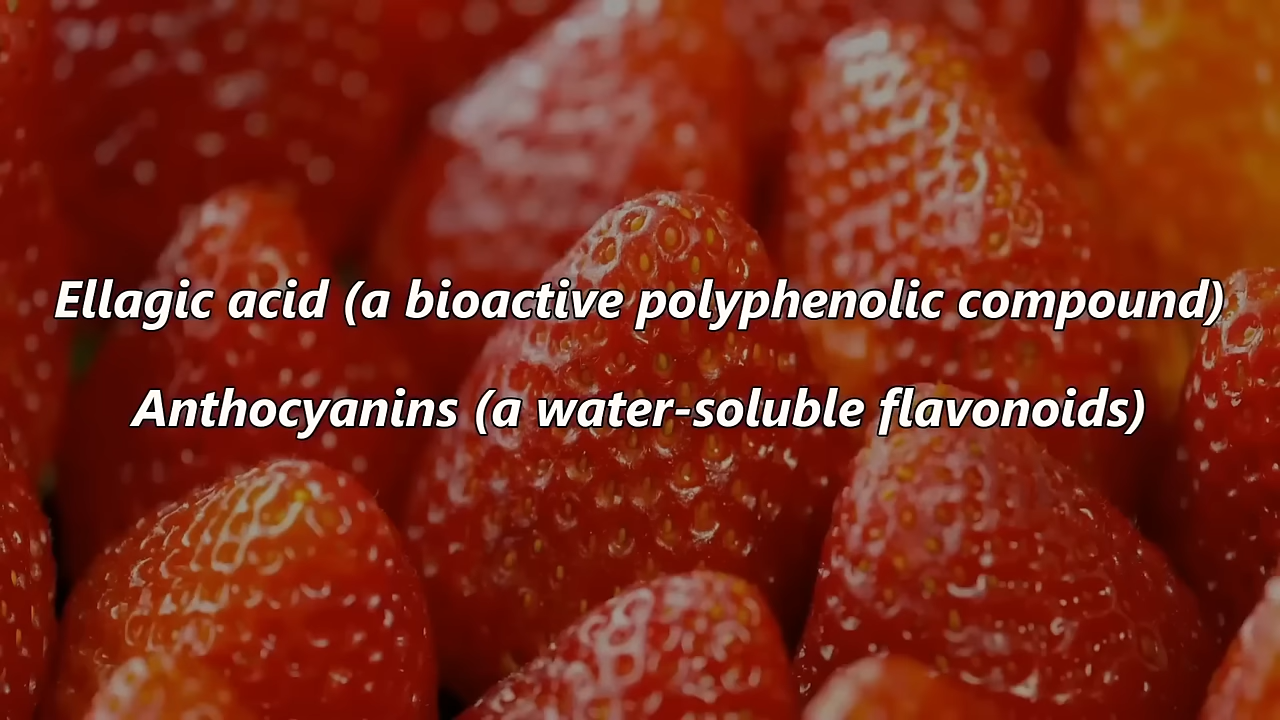 Ellagic acid (a bioactive polyphenolic compound)
Anthocyanins (a water-soluble flavonoids)